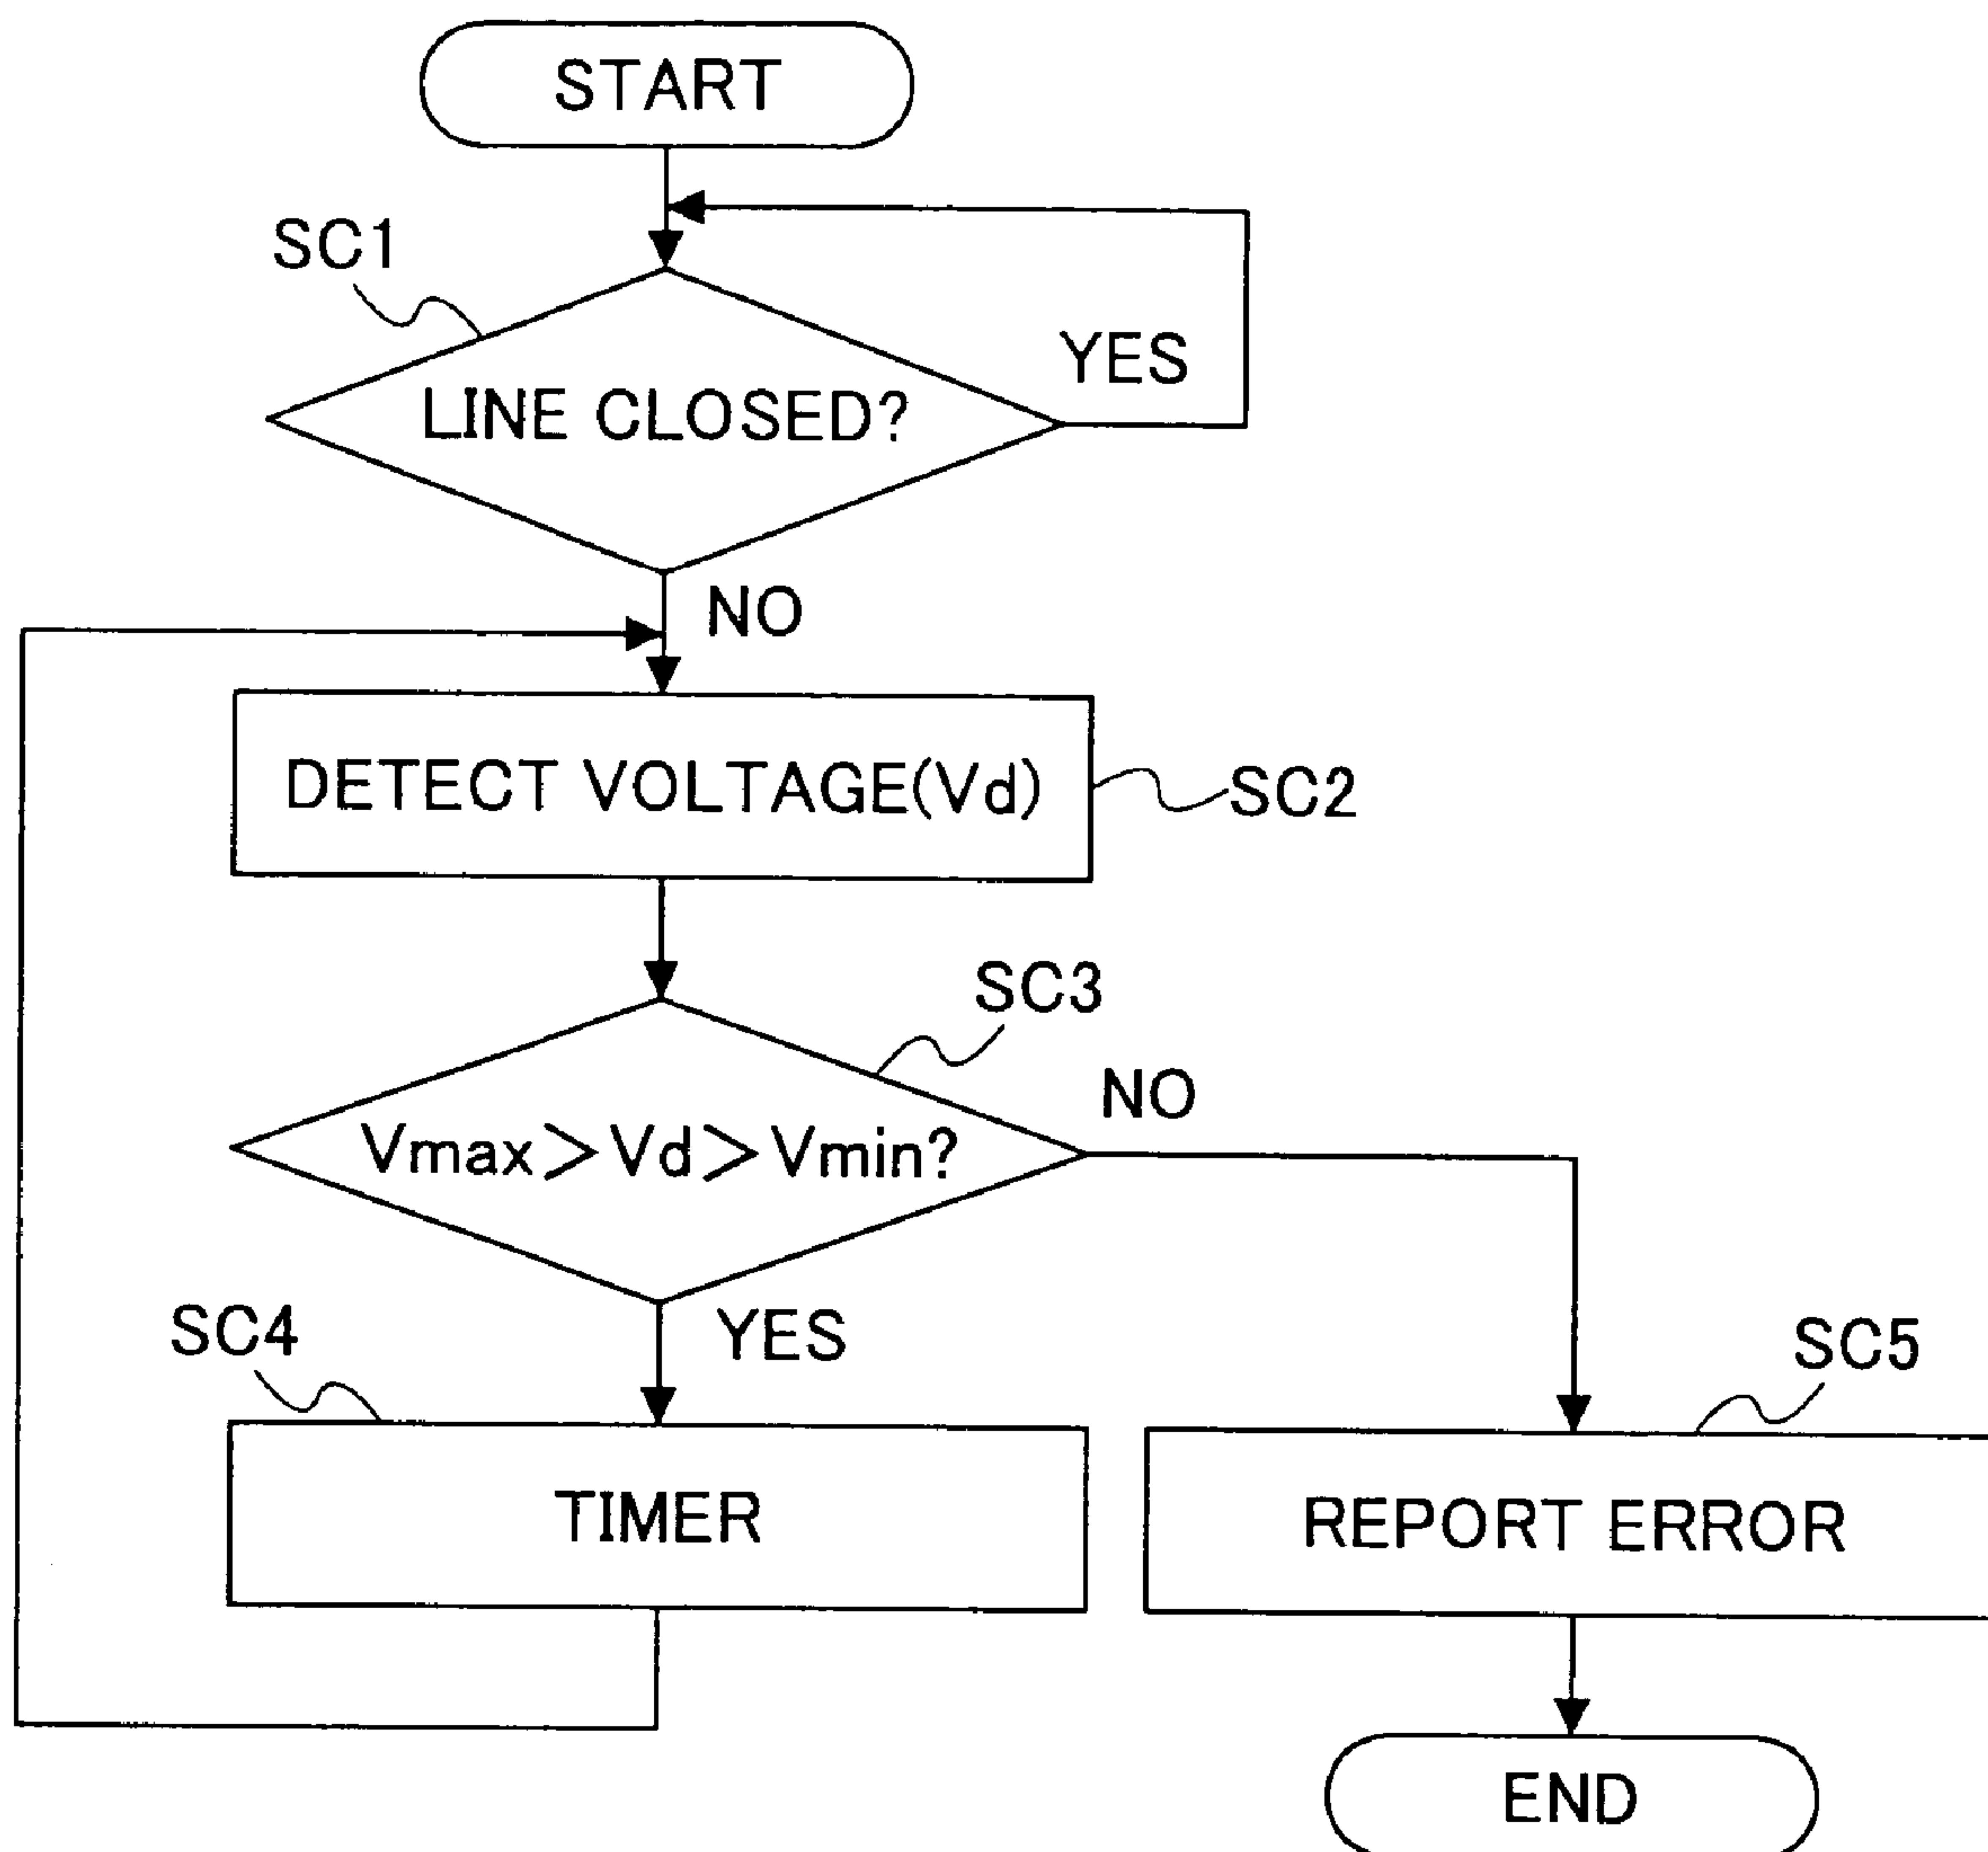 START
SC1
YES
LINE CLOSED?
NO
DETECT VOLTAGE(Vd)
SC2
SC3
NO
Vmax>Vd>Vmin?
SC4
YES
SC5
TIMER
REPORT ERROR
END